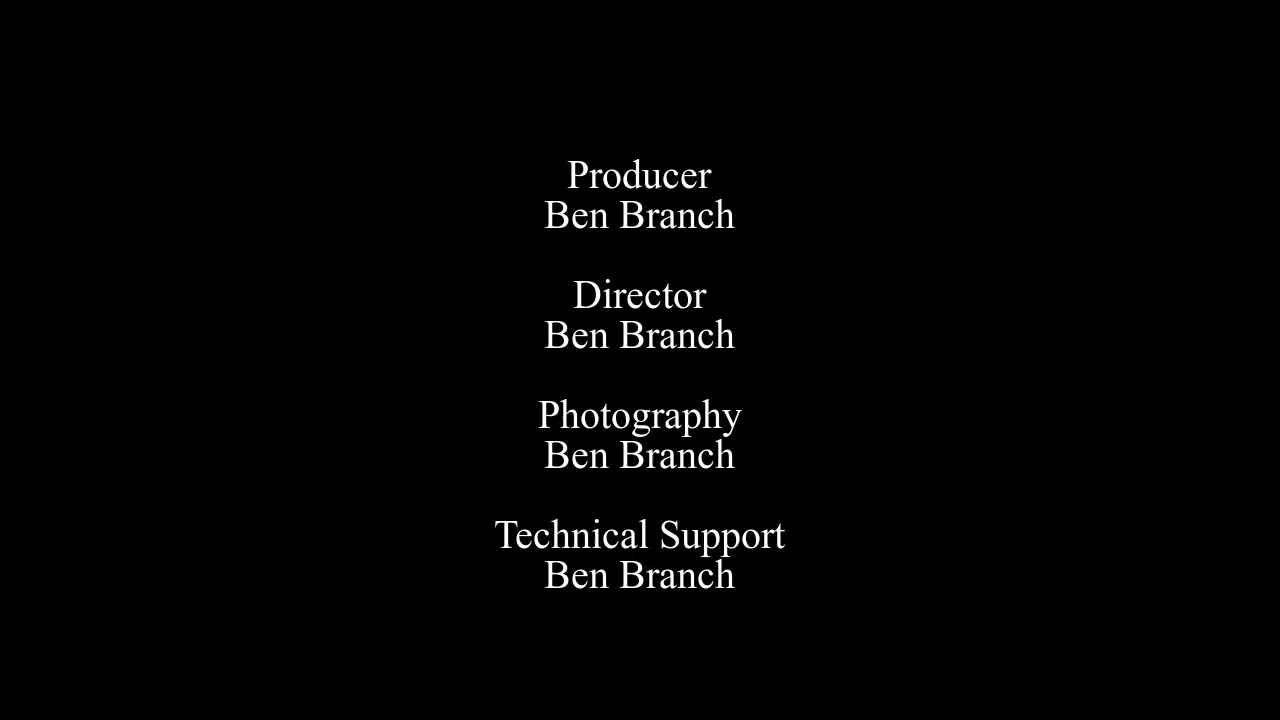 Producer
Ben Branch
Director
Ben Branch
Photography
Ben Branch
Technical Support
Ben Branch